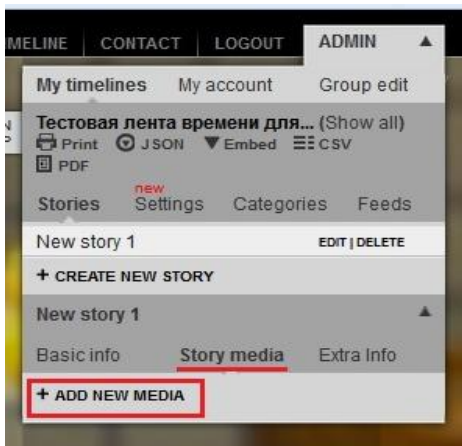 CONTACT LOGOUT ADMIN ▲
My timelines My account Group edit
Тестовая лента времени для... (Show all)
Print JSON ▼Embed CSV
PDF
new
Stories Settings Categories Feeds
New story 1 EDIT | DELETE
+ CREATE NEW STORY
New story 1 ▲
Basic info Story media Extra Info
+ ADD NEW MEDIA